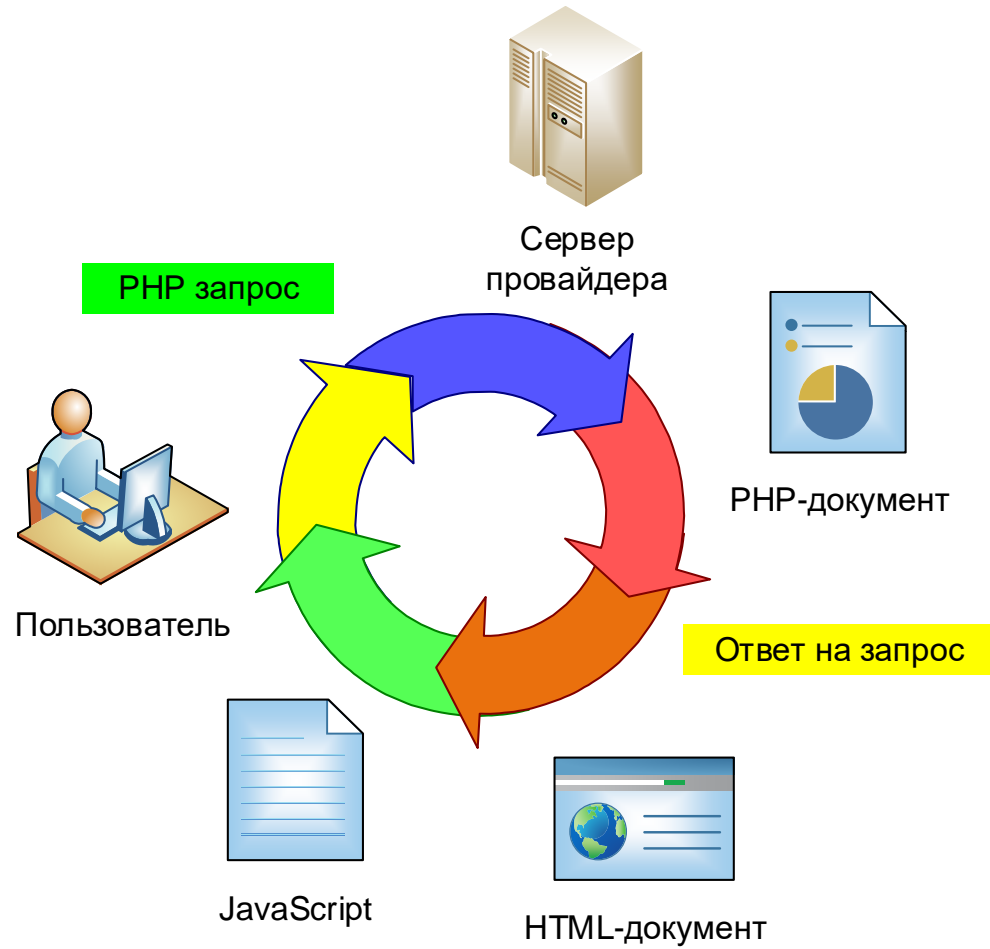 Сервер
провайдера
PHP запрос
PHP-документ
Пользователь
Ответ на запрос
JavaScript
HTML-документ